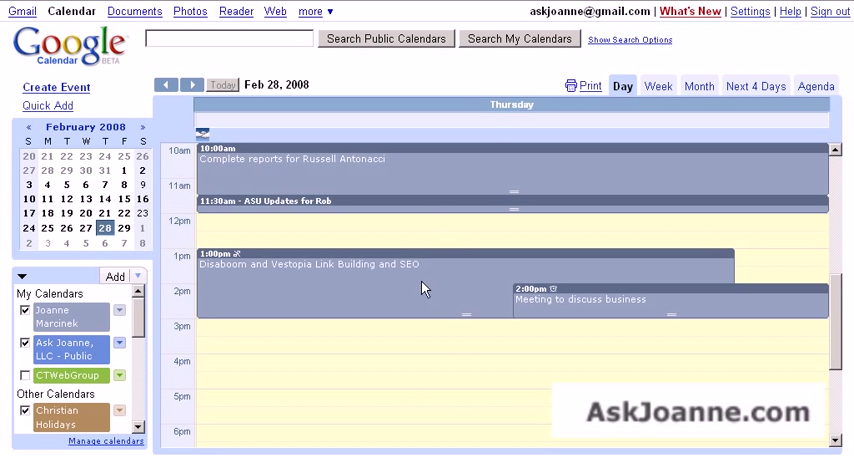 Gmail Calendar Documents Photos Reader Web more ▼ askjoanne@gmail.com | What's New | Settings | Help | Sign out
Google Calendar BETA
Search Public Calendars Search My Calendars Show Search Options
Create Event
Quick Add
Today Feb 28, 2008 Print Day Week Month Next 4 Days Agenda
Thursday
« February 2008 »
S M T W T F S
20 21 22 23 24 25 26
27 28 29 30 31 1 2
3 4 5 6 7 8 9
10 11 12 13 14 15 16
17 18 19 20 21 22 23
24 25 26 27 28 29 1
2 3 4 5 6 7 8
Add
My Calendars
Joanne
Marcinek
Ask Joanne,
LLC - Public
CTWebGroup
Other Calendars
Christian
Holidays
Manage calendars
10am
11am
12pm
1pm
2pm
3pm
4pm
5pm
6pm
10:00am
Complete reports for Russell Antonacci
11:30am - ASU Updates for Rob
1:00pm
Disaboom and Vestopia Link Building and SEO
2:00pm
Meeting to discuss business
AskJoanne.com